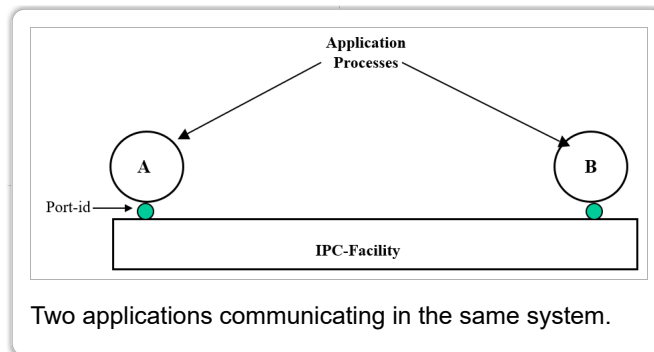 Application
Processes
A
B
Port-id
IPC-Facility
Two applications communicating in the same system.